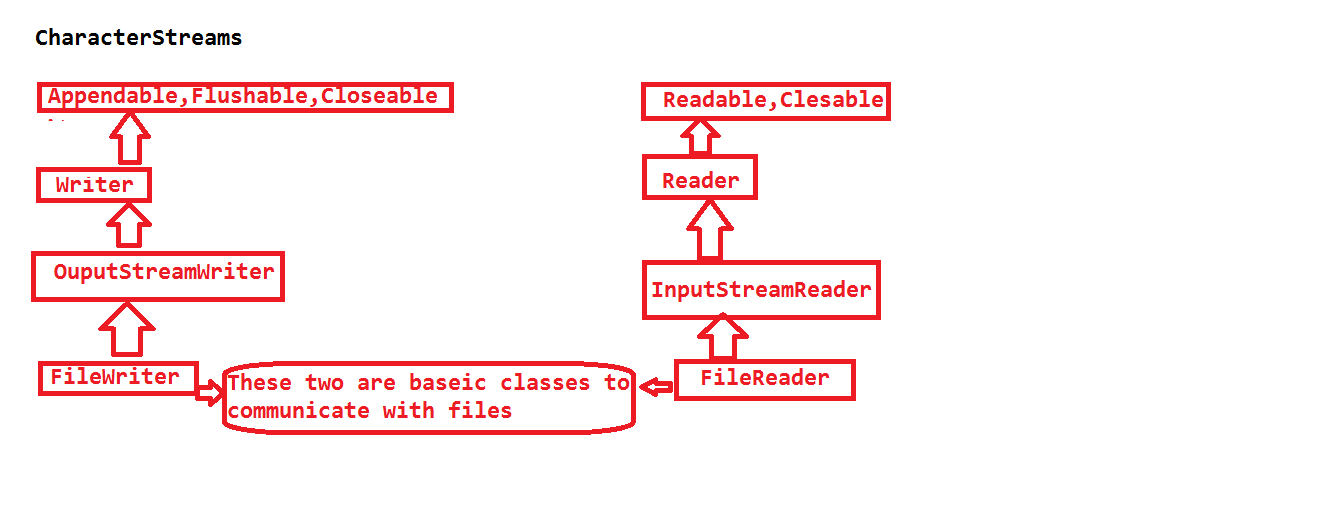 CharacterStreams
Appendable,Flushable,Closeable
Readable,Clesable
Writer
Reader
OuputStreamWriter
InputStreamReader
FileWriter
These two are baseic classes to
communicate with files
FileReader